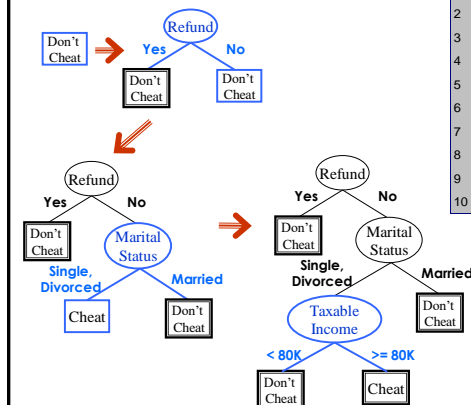 Don't
Cheat
Refund
Yes
No
Don't
Cheat
Don't
Cheat
2
3
4
5
6
7
8
9
10
Refund
Yes
No
Don't
Cheat
Marital
Status
Single,
Divorced
Married
Cheat
Don't
Cheat
Refund
Yes
No
Don't
Cheat
Marital
Status
Single,
Divorced
Married
Taxable
Income
Don't
Cheat
< 80K
>= 80K
Don't
Cheat
Cheat